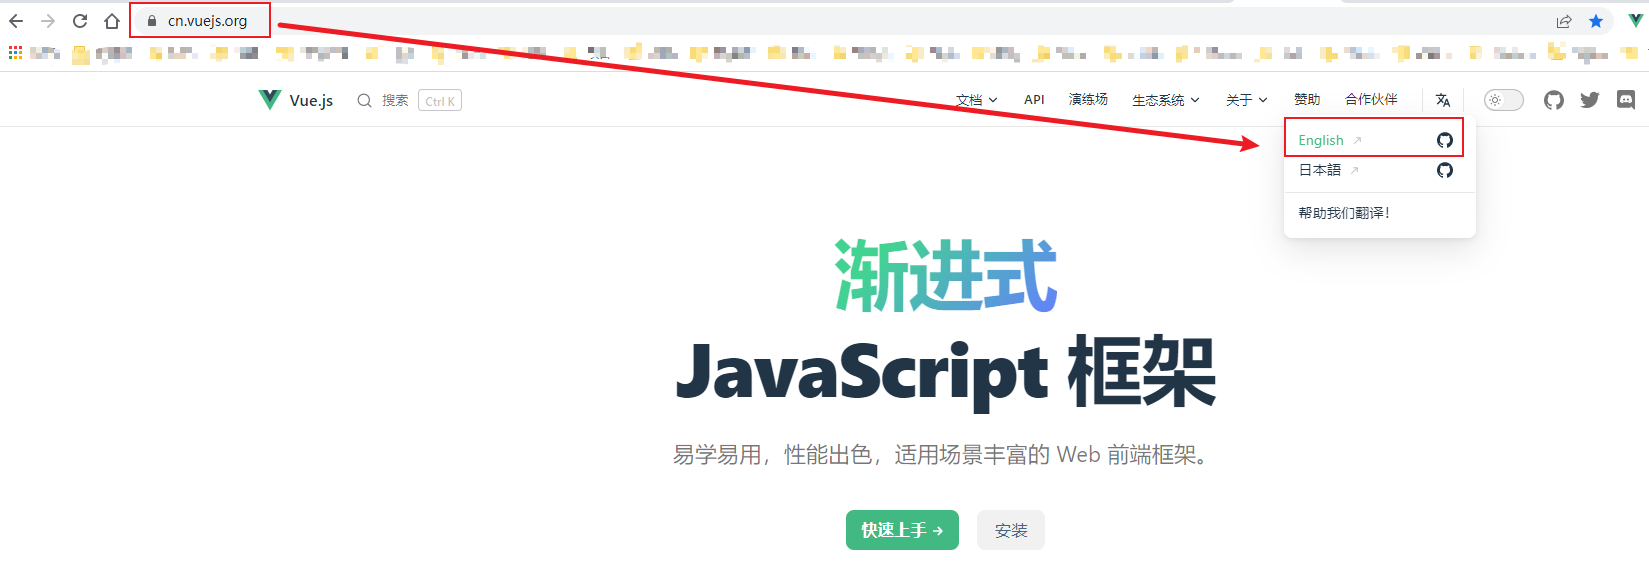 cn.vuejs.org
Vue.js 搜索 Ctrl K 文档 API 演练场 生态系统 关于 赞助 合作伙伴
English
日本語
帮助我们翻译！
渐进式
JavaScript 框架
易学易用，性能出色，适用场景丰富的 Web 前端框架。
快速上手 → 安装